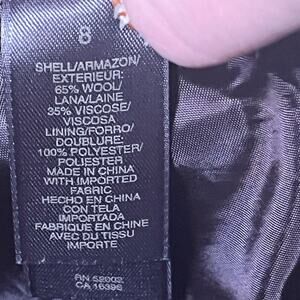 8
SHELL/ARMAZON/
EXTERIEUR:
65% WOOL/
LANA/LAINE
35% VISCOSE/
VISCOSA
LINING/FORRO/
DOUBLURE:
100% POLYESTER/
POLIESTER
MADE IN CHINA
WITH IMPORTED
FABRIC
HECHO EN CHINA
CON TELA
IMPORTADA
FABRIQUE EN CHINE
AVEC DU TISSU
IMPORTE
RN 52002
CA 16396